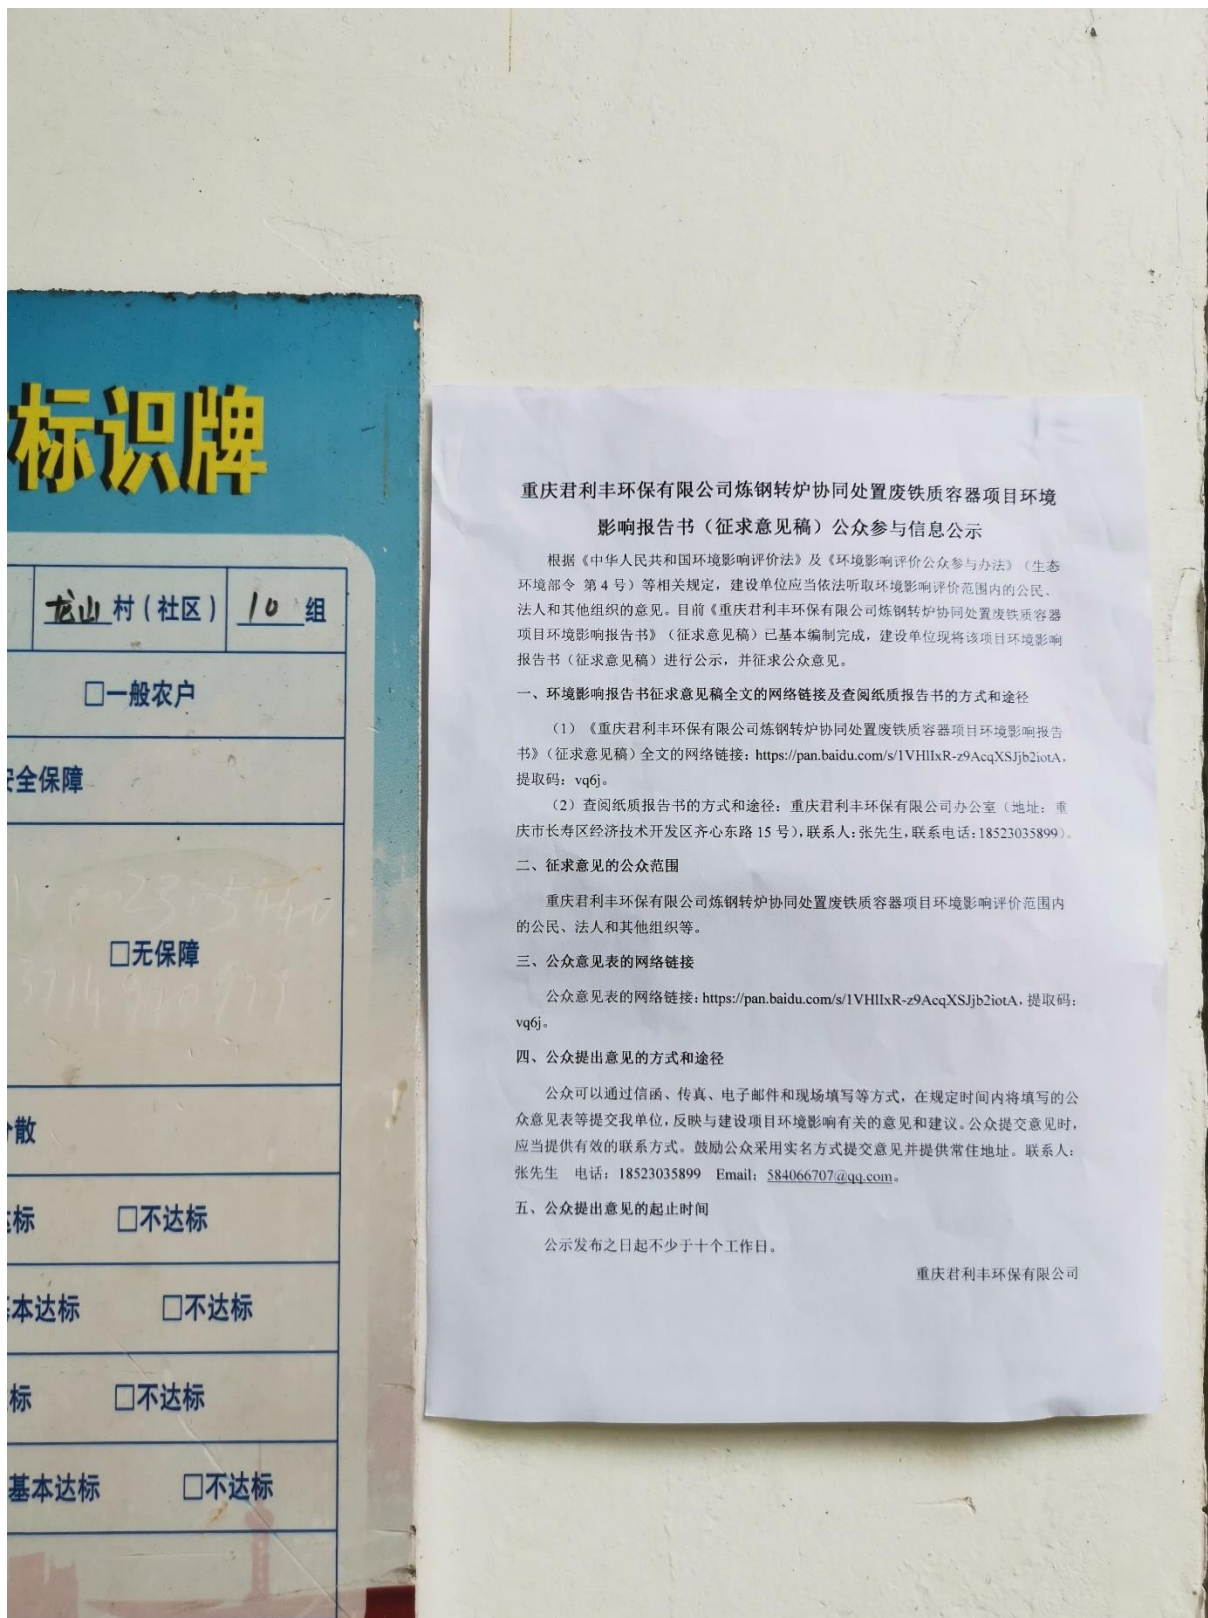 标识牌
龙山村（社区） 10组
□一般农户
安全保障
□无保障
分散
达标 □不达标
基本达标 □不达标
标 □不达标
基本达标 □不达标
重庆君利丰环保有限公司炼钢转炉协同处置废铁质容器项目环境
影响报告书（征求意见稿）公众参与信息公示
根据《中华人民共和国环境影响评价法》及《环境影响评价公众参与办法》（生态
环境部令 第4号）等相关规定，建设单位应当依法听取环境影响评价范围内的公民、
法人和其他组织的意见。目前《重庆君利丰环保有限公司炼钢转炉协同处置废铁质容器
项目环境影响报告书》（征求意见稿）已基本编制完成，建设单位现将该项目环境影响
报告书（征求意见稿）进行公示，并征求公众意见。
一、环境影响报告书征求意见稿全文的网络链接及查阅纸质报告书的方式和途径
（1）《重庆君利丰环保有限公司炼钢转炉协同处置废铁质容器项目环境影响报告
书》（征求意见稿）全文的网络链接：https://pan.baidu.com/s/1VHlIxR-z9AcqXSJjb2iotA，
提取码：vq6j。
（2）查阅纸质报告书的方式和途径：重庆君利丰环保有限公司办公室（地址：重
庆市长寿区经济技术开发区齐心东路15号），联系人：张先生，联系电话：18523035899）。
二、征求意见的公众范围
重庆君利丰环保有限公司炼钢转炉协同处置废铁质容器项目环境影响评价范围内
的公民、法人和其他组织等。
三、公众意见表的网络链接
公众意见表的网络链接：https://pan.baidu.com/s/1VHlIxR-z9AcqXSJjb2iotA，提取码：
vq6j。
四、公众提出意见的方式和途径
公众可以通过信函、传真、电子邮件和现场填写等方式，在规定时间内将填写的公
众意见表等提交我单位，反映与建设项目环境影响有关的意见和建议。公众提交意见时，
应当提供有效的联系方式。鼓励公众采用实名方式提交意见并提供常住地址。联系人：
张先生 电话：18523035899 Email：584066707@qq.com。
五、公众提出意见的起止时间
公示发布之日起不少于十个工作日。
重庆君利丰环保有限公司